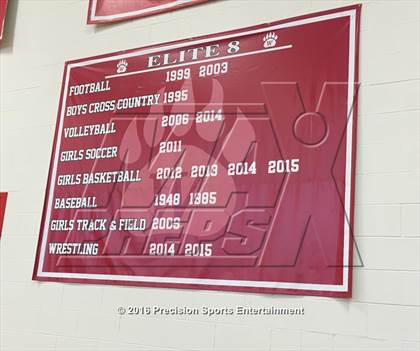 ELITE 8
FOOTBALL 1999 2003
BOYS CROSS COUNTRY 1995
VOLLEYBALL 2006 2014
GIRLS SOCCER 2011
GIRLS BASKETBALL 2012 2013 2014 2015
BASEBALL 1948 1985
GIRLS TRACK & FIELD 2006
WRESTLING 2014 2015
MAX
PREPS
© 2016 Precision Sports Entertainment